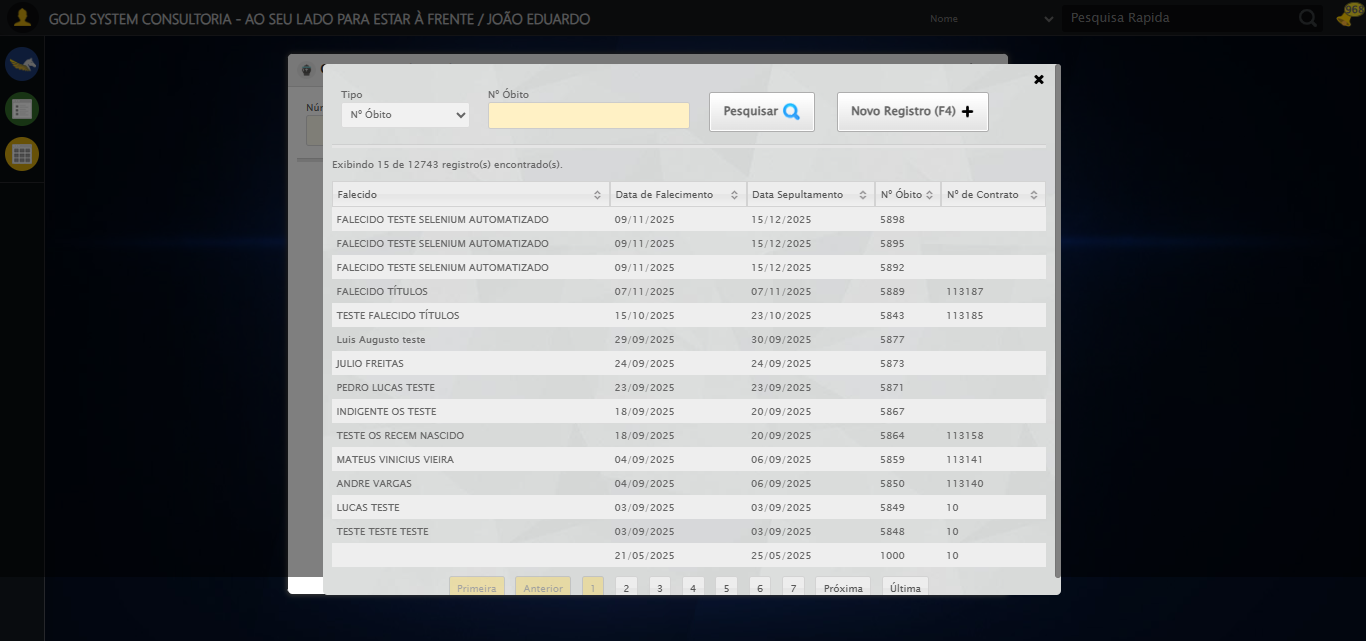 GOLD SYSTEM CONSULTORIA - AO SEU LADO PARA ESTAR À FRENTE / JOÃO EDUARDO
Nome
Pesquisa Rapida
968
Tipo
Nº Óbito
Nº Óbito
Pesquisar
Novo Registro (F4)
Núr
Exibindo 15 de 12743 registro(s) encontrado(s).
Falecido Data de Falecimento Data Sepultamento Nº Óbito Nº de Contrato
FALECIDO TESTE SELENIUM AUTOMATIZADO 09/11/2025 15/12/2025 5898
FALECIDO TESTE SELENIUM AUTOMATIZADO 09/11/2025 15/12/2025 5895
FALECIDO TESTE SELENIUM AUTOMATIZADO 09/11/2025 15/12/2025 5892
FALECIDO TÍTULOS 07/11/2025 07/11/2025 5889 113187
TESTE FALECIDO TÍTULOS 15/10/2025 23/10/2025 5843 113185
Luis Augusto teste 29/09/2025 30/09/2025 5877
JULIO FREITAS 24/09/2025 24/09/2025 5873
PEDRO LUCAS TESTE 23/09/2025 23/09/2025 5871
INDIGENTE OS TESTE 18/09/2025 20/09/2025 5867
TESTE OS RECEM NASCIDO 18/09/2025 20/09/2025 5864 113158
MATEUS VINICIUS VIEIRA 04/09/2025 06/09/2025 5859 113141
ANDRE VARGAS 04/09/2025 06/09/2025 5850 113140
LUCAS TESTE 03/09/2025 03/09/2025 5849 10
TESTE TESTE TESTE 03/09/2025 03/09/2025 5848 10
21/05/2025 25/05/2025 1000 10
Primeira Anterior 1 2 3 4 5 6 7 Próxima Última